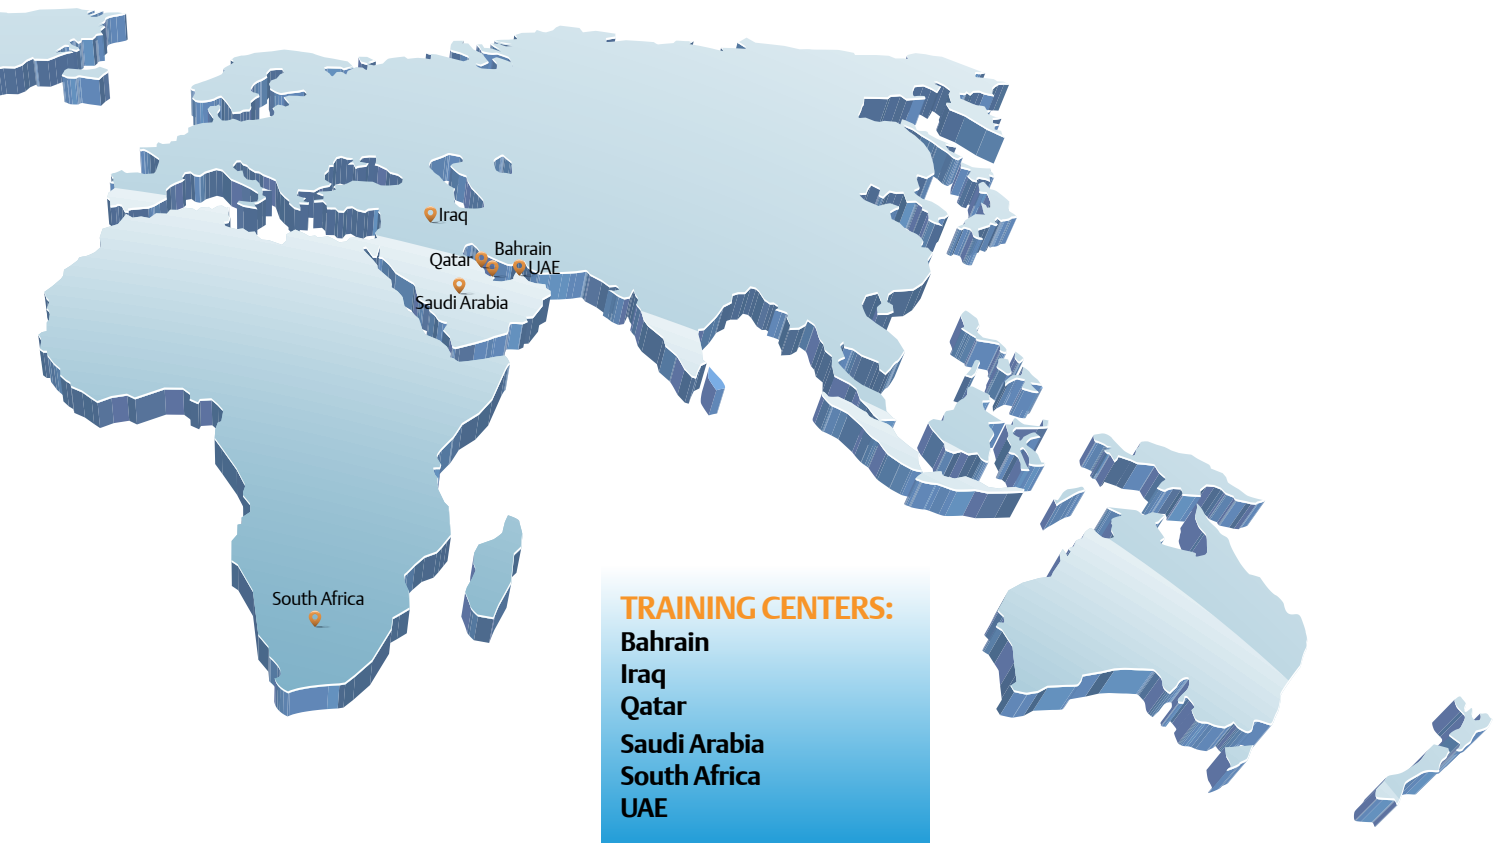 Iraq
Bahrain
Qatar
UAE
Saudi Arabia
South Africa
TRAINING CENTERS:
Bahrain
Iraq
Qatar
Saudi Arabia
South Africa
UAE